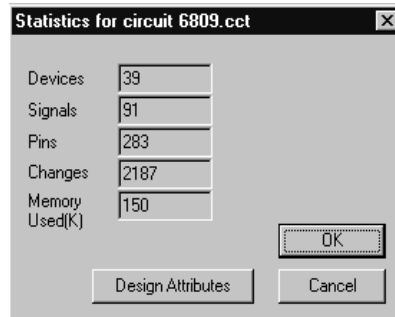 Statistics for circuit 6809.cct
Devices 39
Signals 91
Pins 283
Changes 2187
Memory Used(K) 150
OK
Design Attributes Cancel